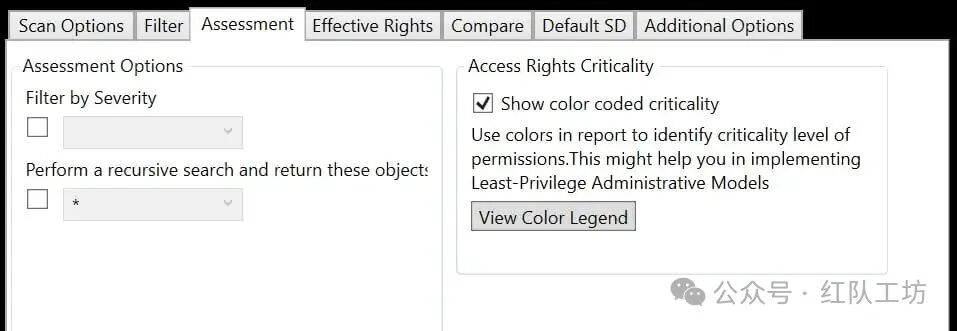 Scan Options Filter Assessment Effective Rights Compare Default SD Additional Options
Assessment Options
Filter by Severity
Perform a recursive search and return these objects
*
Access Rights Criticality
Show color coded criticality
Use colors in report to identify criticality level of
permissions.This might help you in implementing
Least-Privilege Administrative Models
View Color Legend
公众号 · 红队工坊